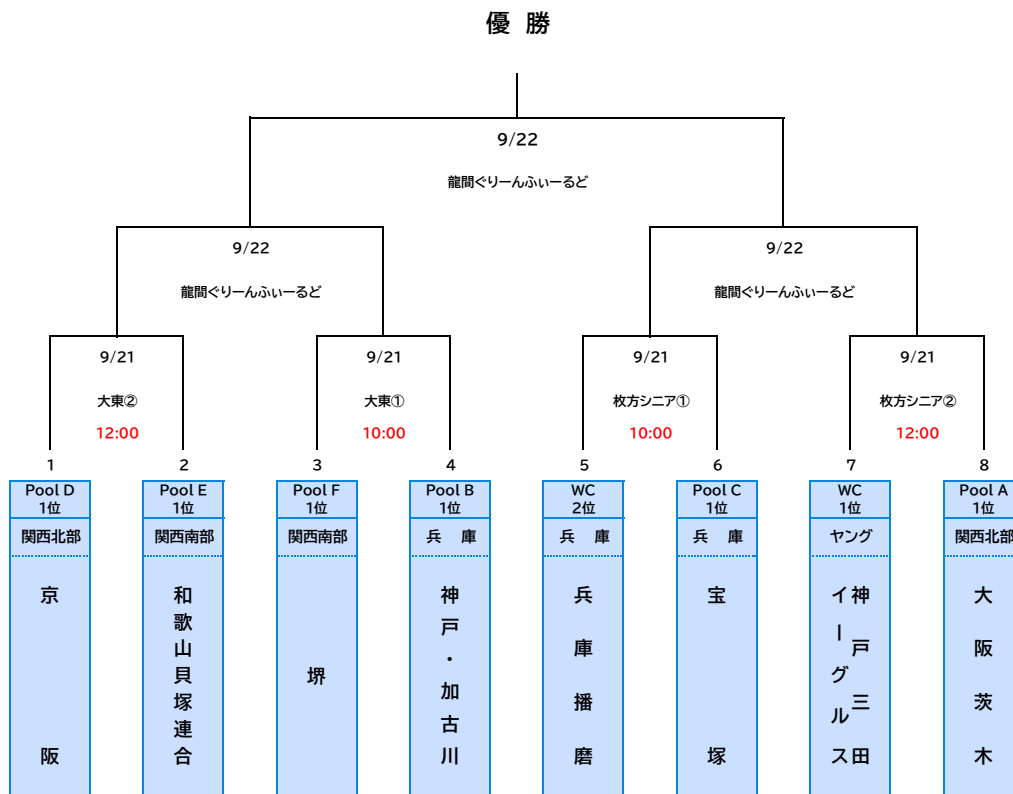 優 勝
9/22
龍間ぐりーんふぃーるど
9/22
龍間ぐりーんふぃーるど
9/22
龍間ぐりーんふぃーるど
9/21
大東②
12:00
9/21
大東①
10:00
9/21
枚方シニア①
10:00
9/21
枚方シニア②
12:00
1
Pool D
1位
関西北部
京阪
2
Pool E
1位
関西南部
和歌山貝塚連合
3
Pool F
1位
関西南部
堺
4
Pool B
1位
兵 庫
神戸・加古川
5
WC
2位
兵 庫
兵庫播磨
6
Pool C
1位
兵 庫
宝塚
7
WC
1位
ヤング
神戸三田
イーグルス
8
Pool A
1位
関西北部
大阪茨木